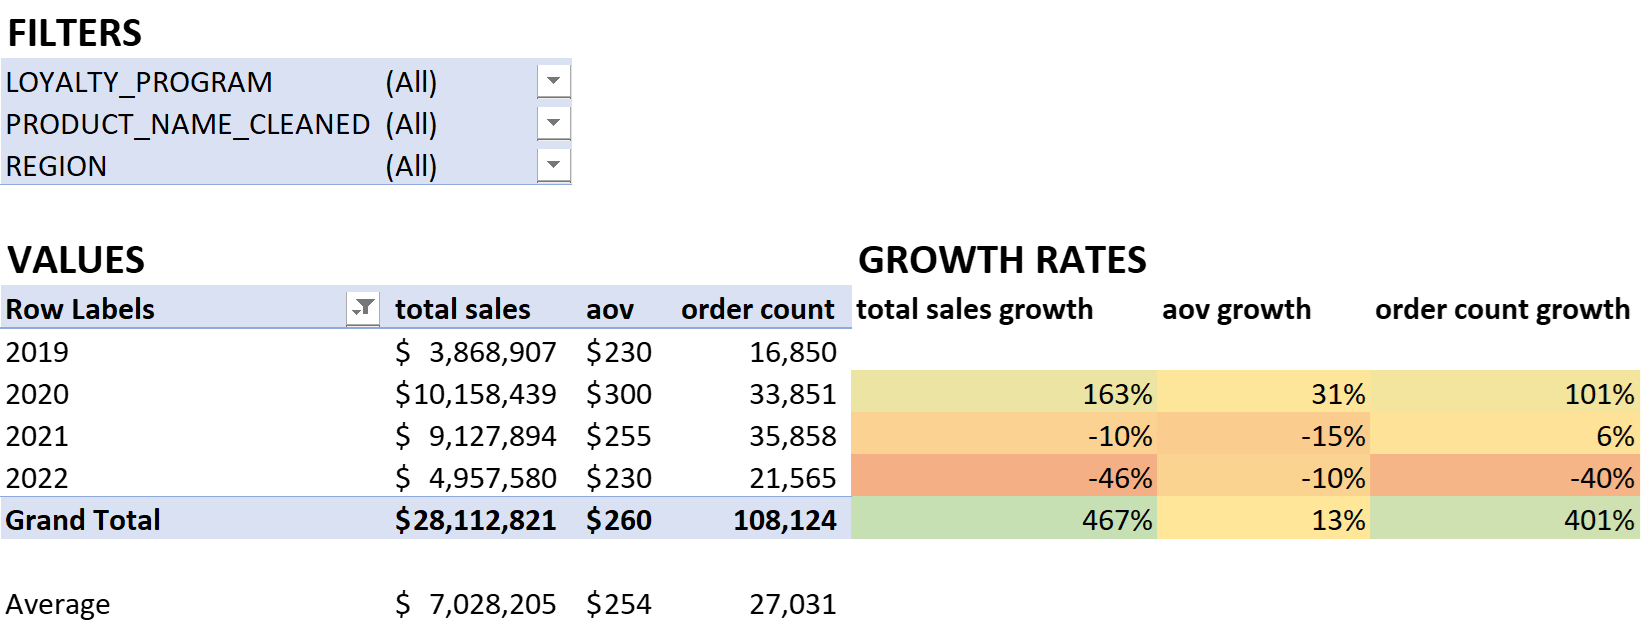 FILTERS
LOYALTY_PROGRAM (All)
PRODUCT_NAME_CLEANED (All)
REGION (All)
VALUES GROWTH RATES
Row Labels total sales aov order count total sales growth aov growth order count growth
2019 $ 3,868,907 $230 16,850
2020 $10,158,439 $300 33,851 163% 31% 101%
2021 $ 9,127,894 $255 35,858 -10% -15% 6%
2022 $ 4,957,580 $230 21,565 -46% -10% -40%
Grand Total $28,112,821 $260 108,124 467% 13% 401%
Average $ 7,028,205 $254 27,031